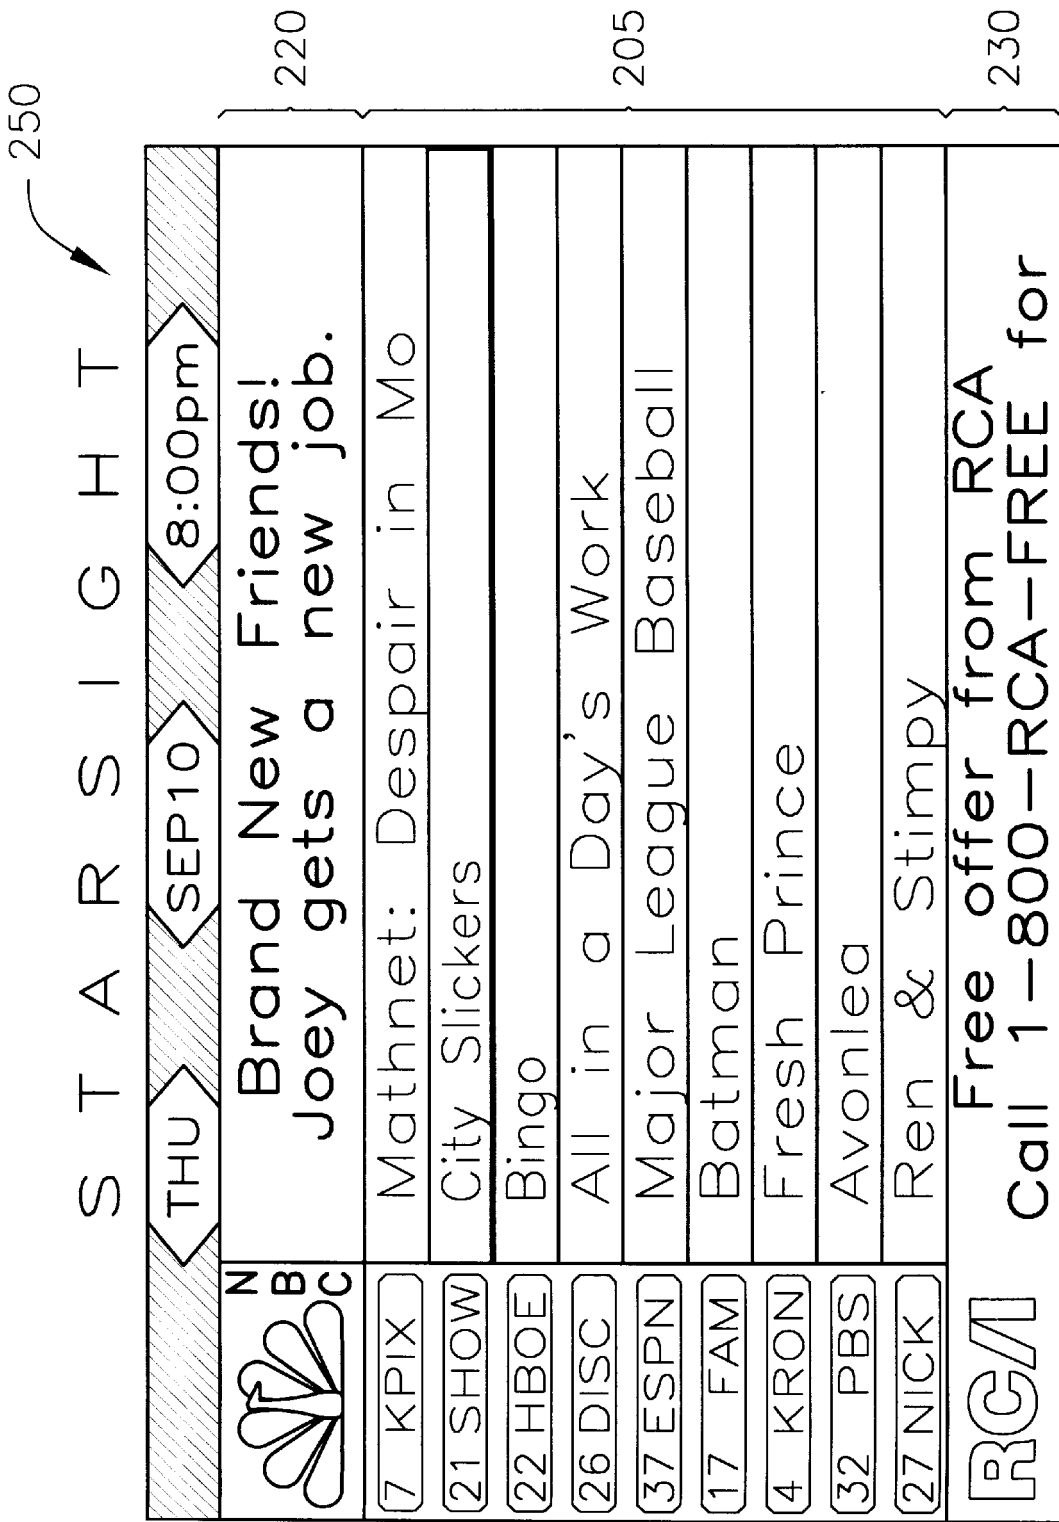 250
S T A R S I G H T
THU SEP10 8:00pm
NBC
Brand New Friends!
Joey gets a new job.
220
7 KPIX Mathnet: Despair in Mo
21 SHOW City Slickers
22 HBOE Bingo
26 DISC All in a Day's Work
37 ESPN Major League Baseball
205
17 FAM Batman
4 KRON Fresh Prince
32 PBS Avonlea
27 NICK Ren & Stimpy
RC/I
Free offer from RCA
Call 1-800-RCA-FREE for
230